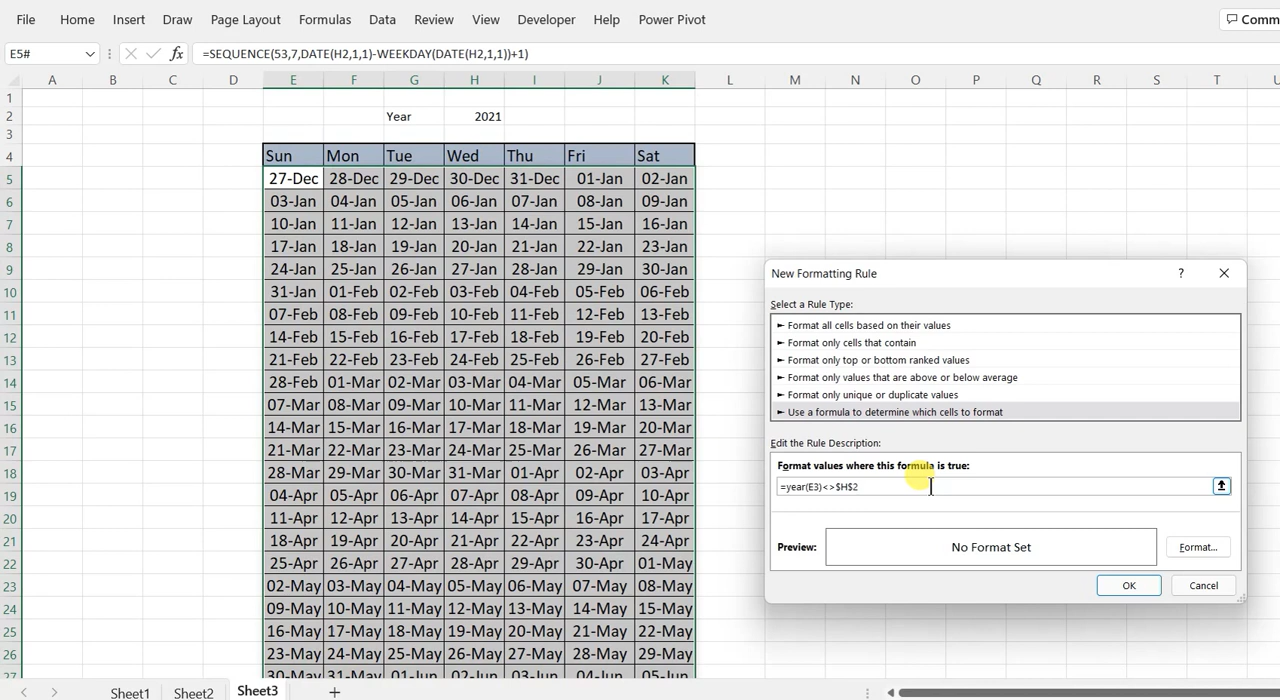 File Home Insert Draw Page Layout Formulas Data Review View Developer Help Power Pivot Comm
E5# fx =SEQUENCE(53,7,DATE(H2,1,1)-WEEKDAY(DATE(H2,1,1))+1)
A B C D E F G H I J K L M N O P Q R S T U
1
2 Year 2021
3
4 Sun Mon Tue Wed Thu Fri Sat
5 27-Dec 28-Dec 29-Dec 30-Dec 31-Dec 01-Jan 02-Jan
6 03-Jan 04-Jan 05-Jan 06-Jan 07-Jan 08-Jan 09-Jan
7 10-Jan 11-Jan 12-Jan 13-Jan 14-Jan 15-Jan 16-Jan
8 17-Jan 18-Jan 19-Jan 20-Jan 21-Jan 22-Jan 23-Jan
9 24-Jan 25-Jan 26-Jan 27-Jan 28-Jan 29-Jan 30-Jan
10 31-Jan 01-Feb 02-Feb 03-Feb 04-Feb 05-Feb 06-Feb
11 07-Feb 08-Feb 09-Feb 10-Feb 11-Feb 12-Feb 13-Feb
12 14-Feb 15-Feb 16-Feb 17-Feb 18-Feb 19-Feb 20-Feb
13 21-Feb 22-Feb 23-Feb 24-Feb 25-Feb 26-Feb 27-Feb
14 28-Feb 01-Mar 02-Mar 03-Mar 04-Mar 05-Mar 06-Mar
15 07-Mar 08-Mar 09-Mar 10-Mar 11-Mar 12-Mar 13-Mar
16 14-Mar 15-Mar 16-Mar 17-Mar 18-Mar 19-Mar 20-Mar
17 21-Mar 22-Mar 23-Mar 24-Mar 25-Mar 26-Mar 27-Mar
18 28-Mar 29-Mar 30-Mar 31-Mar 01-Apr 02-Apr 03-Apr
19 04-Apr 05-Apr 06-Apr 07-Apr 08-Apr 09-Apr 10-Apr
20 11-Apr 12-Apr 13-Apr 14-Apr 15-Apr 16-Apr 17-Apr
21 18-Apr 19-Apr 20-Apr 21-Apr 22-Apr 23-Apr 24-Apr
22 25-Apr 26-Apr 27-Apr 28-Apr 29-Apr 30-Apr 01-May
23 02-May 03-May 04-May 05-May 06-May 07-May 08-May
24 09-May 10-May 11-May 12-May 13-May 14-May 15-May
25 16-May 17-May 18-May 19-May 20-May 21-May 22-May
26 23-May 24-May 25-May 26-May 27-May 28-May 29-May
27 30-May 31-May 01-Jun 02-Jun 03-Jun 04-Jun 05-Jun
New Formatting Rule ?
Select a Rule Type:
► Format all cells based on their values
► Format only cells that contain
► Format only top or bottom ranked values
► Format only values that are above or below average
► Format only unique or duplicate values
► Use a formula to determine which cells to format
Edit the Rule Description:
Format values where this formula is true:
=year(E3)<>$H$2
Preview: No Format Set Format...
OK Cancel
Sheet1 Sheet2 Sheet3